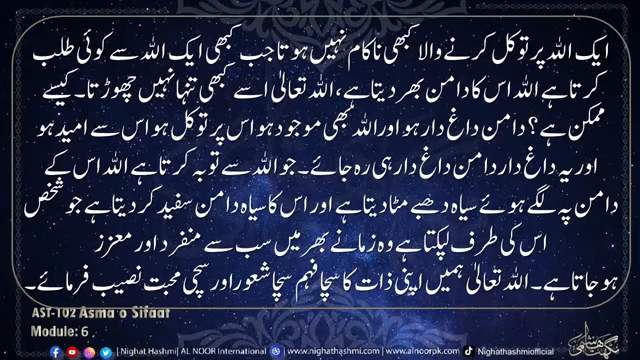 ایک اللہ پر توکل کرنے والا کبھی ناکام نہیں ہوتا جب کبھی ایک اللہ سے کوئی طلب
کرتا ہے اللہ اس کا دامن بھر دیتا ہے، اللہ تعالیٰ اسے کبھی تنہا نہیں چھوڑتا۔ کیسے
ممکن ہے؟ دامن داغ دار ہو اور اللہ بھی موجود ہو اس پر توکل ہو اس سے امید ہو
اور یہ داغ دار دامن داغ دار ہی رہ جائے۔ جو اللہ سے توبہ کرتا ہے اللہ اس کے
دامن پہ لگے ہوئے سیاہ دھبے مٹا دیتا ہے اور اس کا سیاہ دامن سفید کر دیتا ہے جو شخص
اس کی طرف لپکتا ہے وہ زمانے بھر میں سب سے منفرد اور معزز
ہو جاتا ہے۔ اللہ تعالیٰ ہمیں اپنی ذات کا سچا فہم سچا شعور اور سچی محبت نصیب فرمائے۔
AST-102 Asma o Sifaat
Module: 6
| Nighat Hashmi| AL NOOR International | www.nighathashmi.com | www.alnoorpk.com | Nighathashmiofficial